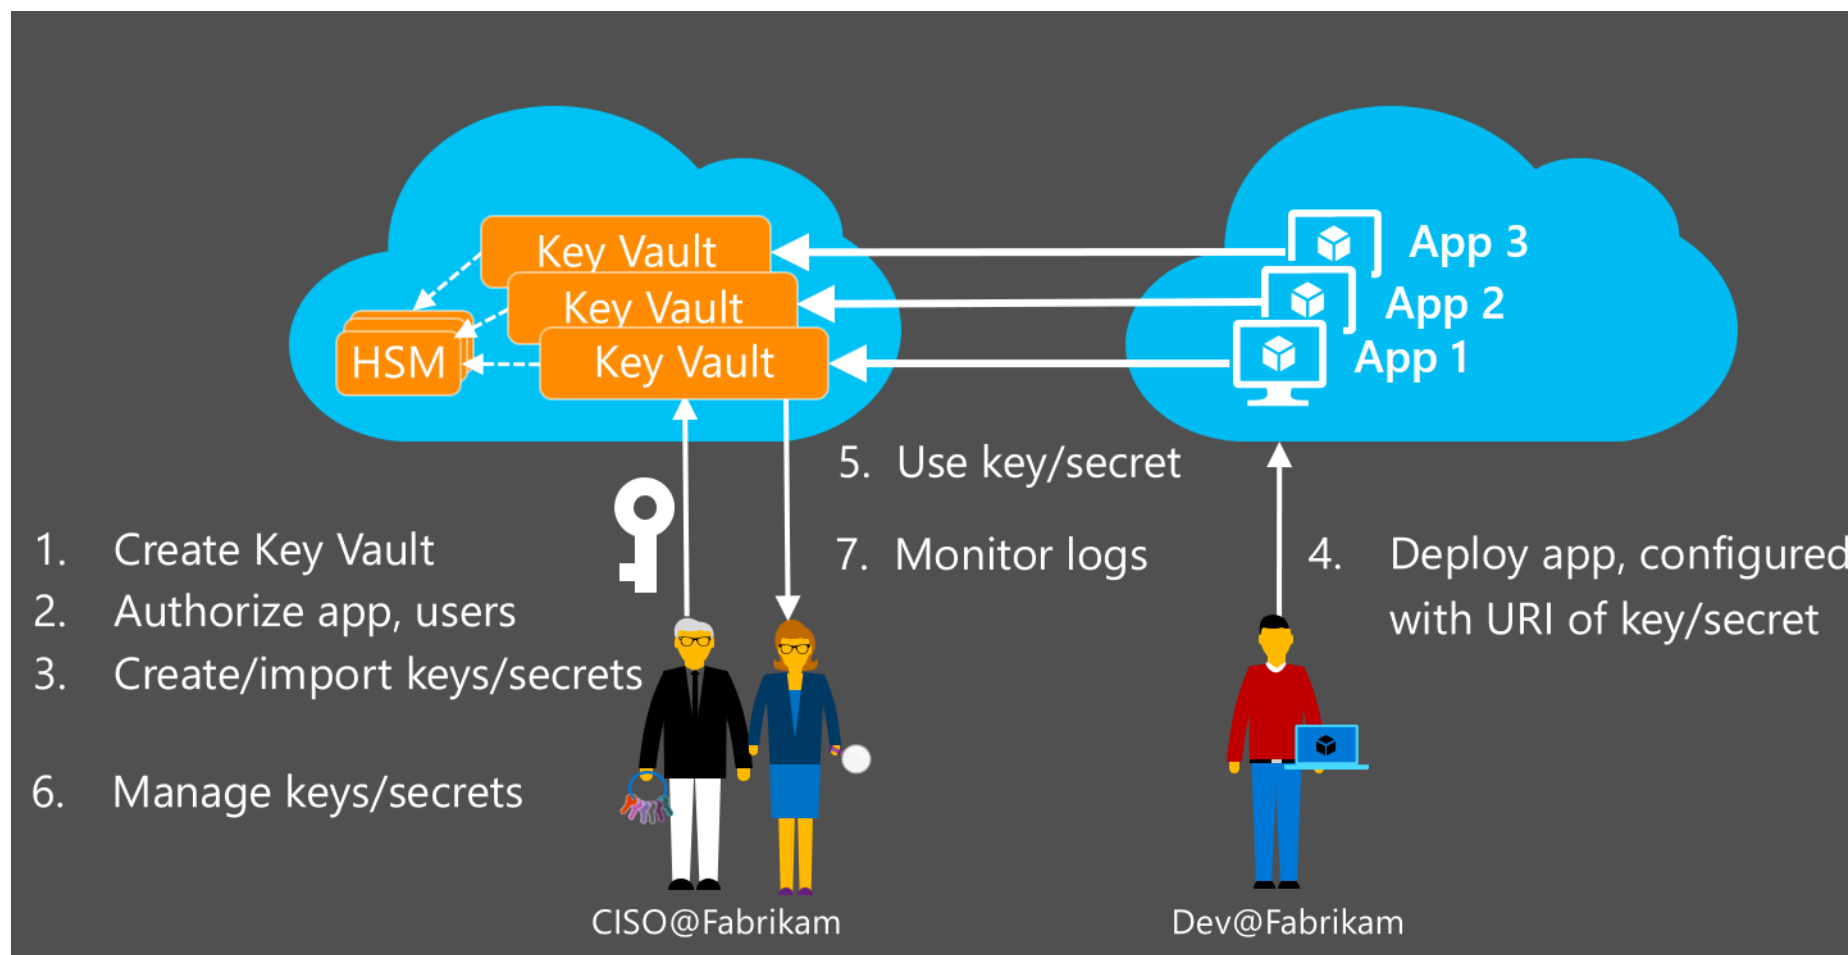 Key Vault
Key Vault
Key Vault
HSM
App 3
App 2
App 1
5. Use key/secret
7. Monitor logs
1. Create Key Vault
2. Authorize app, users
3. Create/import keys/secrets
6. Manage keys/secrets
4. Deploy app, configured
with URI of key/secret
CISO@Fabrikam
Dev@Fabrikam